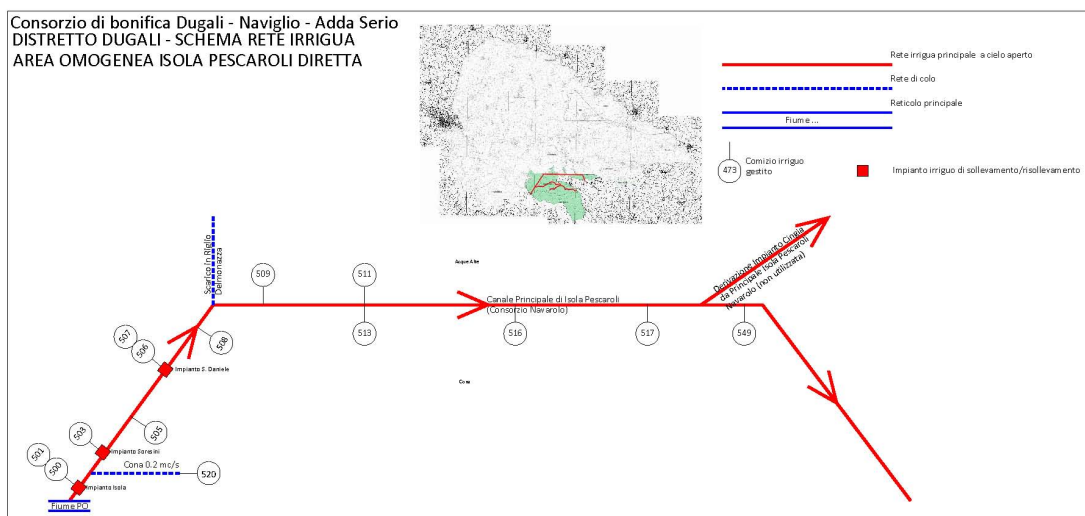 Consorzio di bonifica Dugali - Naviglio - Adda Serio
DISTRETTO DUGALI - SCHEMA RETE IRRIGUA
AREA OMOGENEA ISOLA PESCAROLI DIRETTA
Rete irrigua principale a cielo aperto
Rete di colo
Reticolo principale
Fiume ...
473
Comizio irriguo
gestito
Impianto irriguo di sollevamento/risollevamento
Scarico in Riglio
Delmonazza
Acque Alte
Derivazione Impianto Cingia
da Principale Isola Pescaroli
Navarolo (non utilizzata)
509
511
Canale Principale di Isola Pescaroli
(Consorzio Navarolo)
513
516
517
549
507
506
508
Impianto S. Daniele
Cona
503
505
Impianto Soresini
501
500
Cona 0.2 mc/s
520
Impianto Isola
Fiume PO